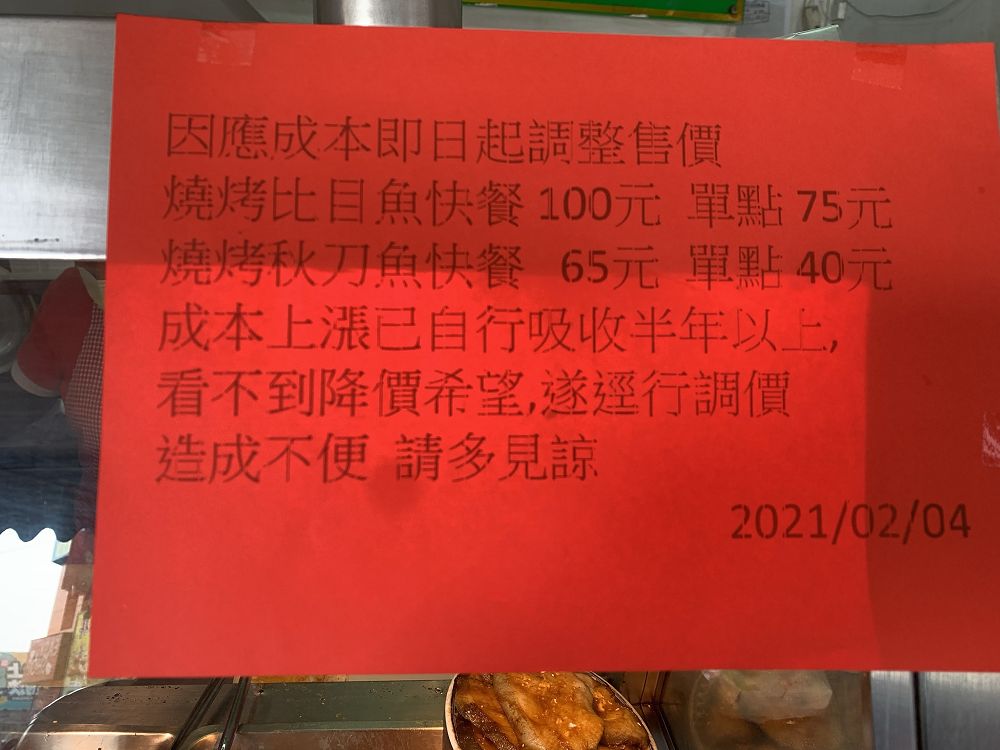 因應成本即日起調整售價
燒烤比目魚快餐 100元 單點 75元
燒烤秋刀魚快餐 65元 單點 40元
成本上漲已自行吸收半年以上,
看不到降價希望,遂逕行調價
造成不便 請多見諒
2021/02/04